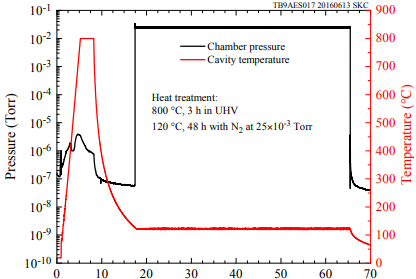 TB9AES017 20160613 SKC
10⁻¹
10⁻²
10⁻³
10⁻⁴
10⁻⁵
10⁻⁶
10⁻⁷
10⁻⁸
10⁻⁹
10⁻¹⁰
Pressure (Torr)
Chamber pressure
Cavity temperature
Heat treatment:
800 °C, 3 h in UHV
120 °C, 48 h with N₂ at 25×10⁻³ Torr
900
800
700
600
500
400
300
200
100
0
Temperature (°C)
0 10 20 30 40 50 60 70